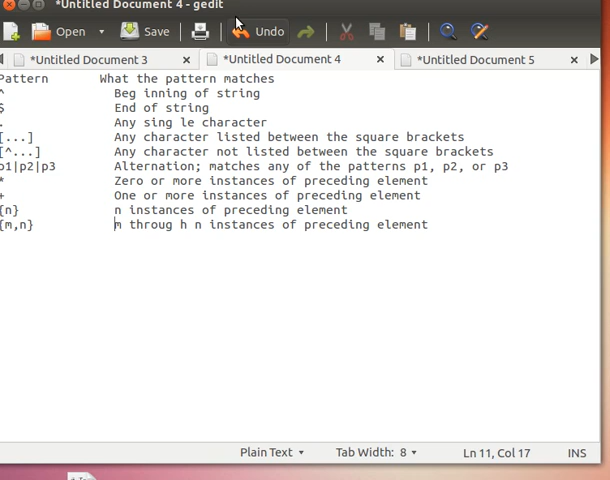 *Untitled Document 4 - gedit
Open Save Undo
*Untitled Document 3 × *Untitled Document 4 × *Untitled Document 5 ×
Pattern What the pattern matches
^ Beg inning of string
$ End of string
. Any sing le character
[...] Any character listed between the square brackets
[^...] Any character not listed between the square brackets
p1|p2|p3 Alternation; matches any of the patterns p1, p2, or p3
* Zero or more instances of preceding element
+ One or more instances of preceding element
{n} n instances of preceding element
{m,n} m throug h n instances of preceding element
Plain Text Tab Width: 8 Ln 11, Col 17 INS